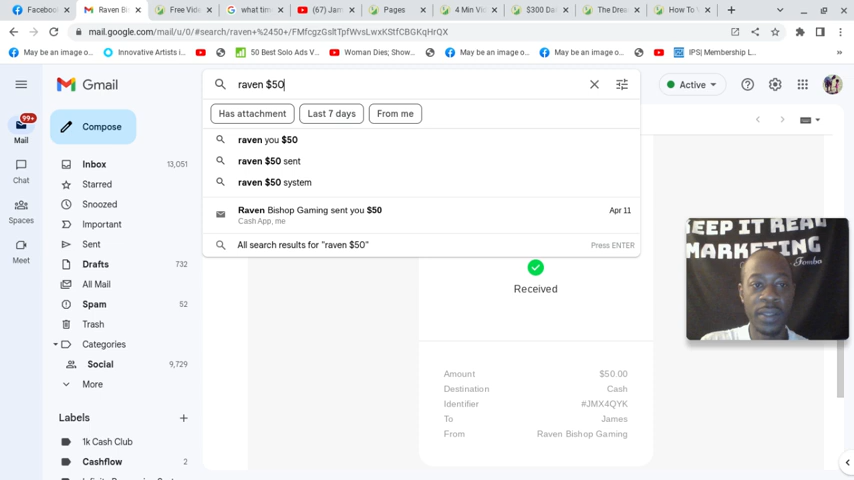 Facebook
Raven Bis
Free Vide
what time
(67) Jam
Pages
4 Min Vid
$300 Dai
The Drea
How To V
mail.google.com/mail/u/0/#search/raven+%2450+/FMfcgzGsltTpfWvsLwxKStfCBGKqHrQX
May be an image o...
Innovative Artists i...
50 Best Solo Ads V...
Woman Dies; Show...
May be an image o...
May be an image o...
IPS| Membership L...
»
Gmail
raven $50
Active
99+
Compose
Has attachment
Last 7 days
From me
Mail
raven you $50
Inbox
13,051
raven $50 sent
Chat
Starred
raven $50 system
Snoozed
Spaces
Raven Bishop Gaming sent you $50
Apr 11
Important
Cash App, me
Sent
All search results for "raven $50"
Press ENTER
Meet
Drafts
732
All Mail
Received
Spam
52
Trash
Categories
Social
9,729
More
Amount
$50.00
Destination
Cash
Identifier
#JMX4QYK
To
James
From
Raven Bishop Gaming
Labels
1k Cash Club
Cashflow
2
KEEP IT REAL
MARKETING